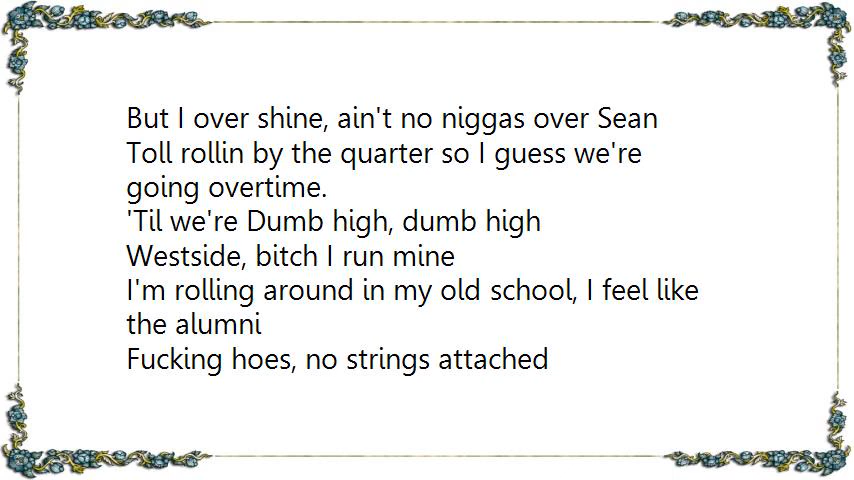 But I over shine, ain't no niggas over Sean
Toll rollin by the quarter so I guess we're
going overtime.
'Til we're Dumb high, dumb high
Westside, bitch I run mine
I'm rolling around in my old school, I feel like
the alumni
Fucking hoes, no strings attached